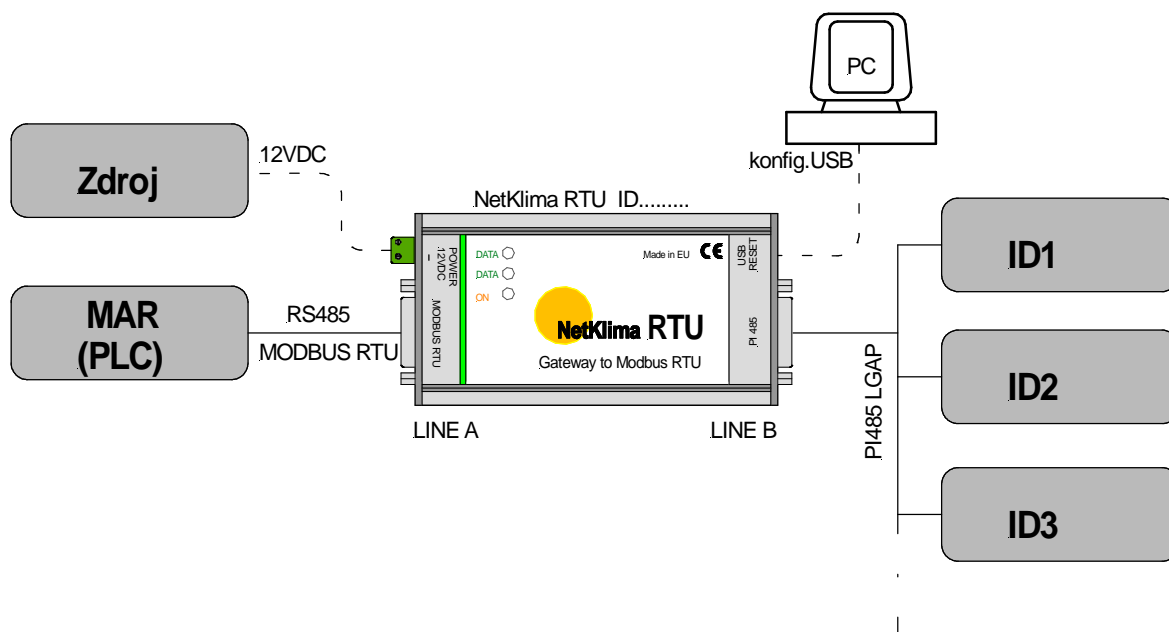 PC
konfig.USB
Zdroj
12VDC
NetKlima RTU ID.........
MAR
(PLC)
RS485
MODBUS RTU
POWER
12VDC
MODBUS RTU
DATA
DATA
ON
Made in EU CE
NetKlima RTU
Gateway to Modbus RTU
USB
RESET
PI 485
LINE A
LINE B
PI485 LGAP
ID1
ID2
ID3